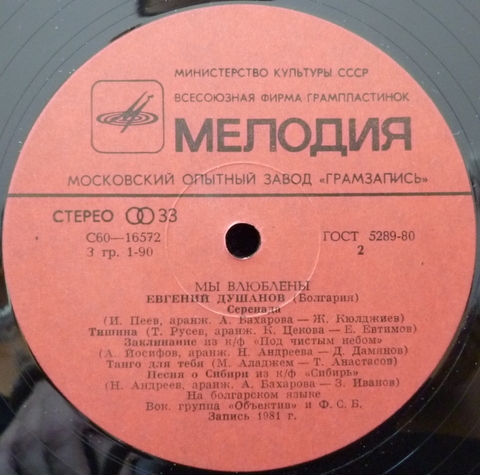 МИНИСТЕРСТВО КУЛЬТУРЫ СССР
ВСЕСОЮЗНАЯ ФИРМА ГРАМПЛАСТИНОК
МЕЛОДИЯ
МОСКОВСКИЙ ОПЫТНЫЙ ЗАВОД «ГРАМЗАПИСЬ»
СТЕРЕО 33
С60—16572
3 гр. 1-90
ГОСТ 5289-80
2
МЫ ВЛЮБЛЕНЫ
ЕВГЕНИЙ ДУШАНОВ (Болгария)
Серенада
(И. Пеев, аранж. А. Бахарова — Ж. Кюлджиев)
Тишина (Т. Русев, аранж. К. Цекова — Е. Евтимов)
Заклинание из к/ф «Под чистым небом»
(А. Йосифов, аранж. Н. Андреева — Д. Дамянов)
Танго для тебя (М. Аладжем — Т. Анастасов)
Песня о Сибири из к/ф «Сибирь»
(Н. Андреев, аранж. А. Бахарова — З. Иванов)
На болгарском языке
Вок. группа «Объектив» и Ф. С. Б.
Запись 1981 г.